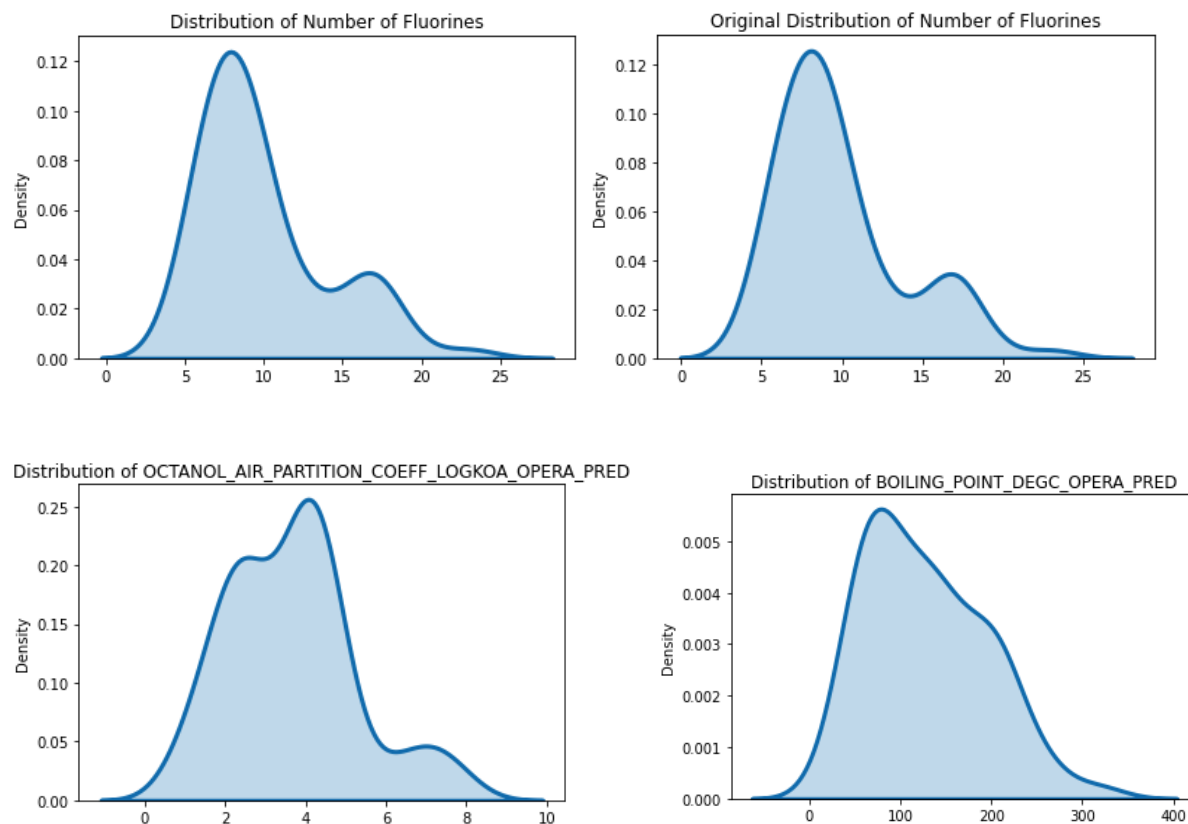 Distribution of Number of Fluorines
Density
0.12
0.10
0.08
0.06
0.04
0.02
0.00
0 5 10 15 20 25
Original Distribution of Number of Fluorines
Density
0.12
0.10
0.08
0.06
0.04
0.02
0.00
0 5 10 15 20 25
Distribution of OCTANOL_AIR_PARTITION_COEFF_LOGKOA_OPERA_PRED
Density
0.25
0.20
0.15
0.10
0.05
0.00
0 2 4 6 8 10
Distribution of BOILING_POINT_DEGC_OPERA_PRED
Density
0.005
0.004
0.003
0.002
0.001
0.000
0 100 200 300 400